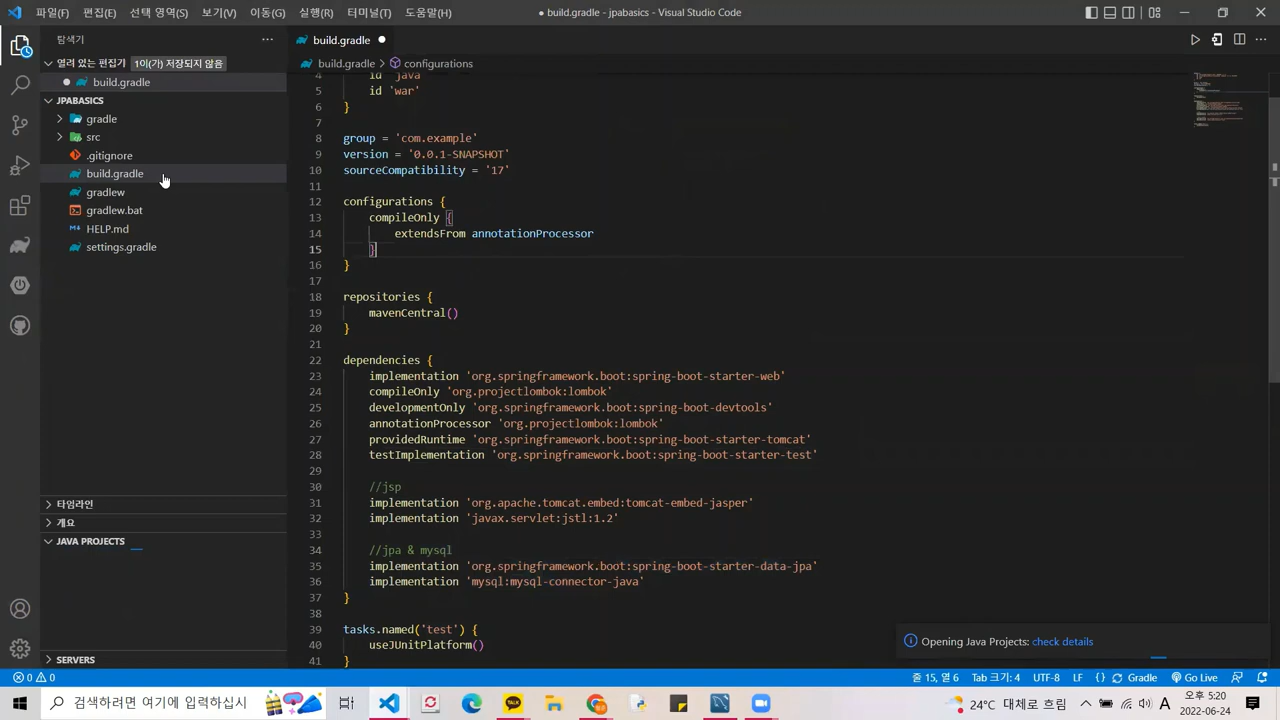 파일(F) 편집(E) 선택 영역(S) 보기(V) 이동(G) 실행(R) 터미널(T) 도움말(H) ● build.gradle - jpabasics - Visual Studio Code
탐색기 ···
build.gradle ●
열려 있는 편집기 1이(가) 저장되지 않음
build.gradle > configurations
● build.gradle
JPABASICS
gradle
src
.gitignore
build.gradle
gradlew
gradlew.bat
HELP.md
settings.gradle
타임라인
개요
JAVA PROJECTS
SERVERS
4 id 'java'
5 id 'war'
6 }
7
8 group = 'com.example'
9 version = '0.0.1-SNAPSHOT'
10 sourceCompatibility = '17'
11
12 configurations {
13 compileOnly {
14 extendsFrom annotationProcessor
15 }
16 }
17
18 repositories {
19 mavenCentral()
20 }
21
22 dependencies {
23 implementation 'org.springframework.boot:spring-boot-starter-web'
24 compileOnly 'org.projectlombok:lombok'
25 developmentOnly 'org.springframework.boot:spring-boot-devtools'
26 annotationProcessor 'org.projectlombok:lombok'
27 providedRuntime 'org.springframework.boot:spring-boot-starter-tomcat'
28 testImplementation 'org.springframework.boot:spring-boot-starter-test'
29
30 //jsp
31 implementation 'org.apache.tomcat.embed:tomcat-embed-jasper'
32 implementation 'javax.servlet:jstl:1.2'
33
34 //jpa & mysql
35 implementation 'org.springframework.boot:spring-boot-starter-data-jpa'
36 implementation 'mysql:mysql-connector-java'
37 }
38
39 tasks.named('test') {
40 useJUnitPlatform()
41 }
Opening Java Projects: check details
0 0 줄 15, 열 6 Tab 크기: 4 UTF-8 LF {} Gradle Go Live
검색하려면 여기에 입력하십시 TALK 24°C 대체로 흐림 A 오후 5:20
2022-06-24